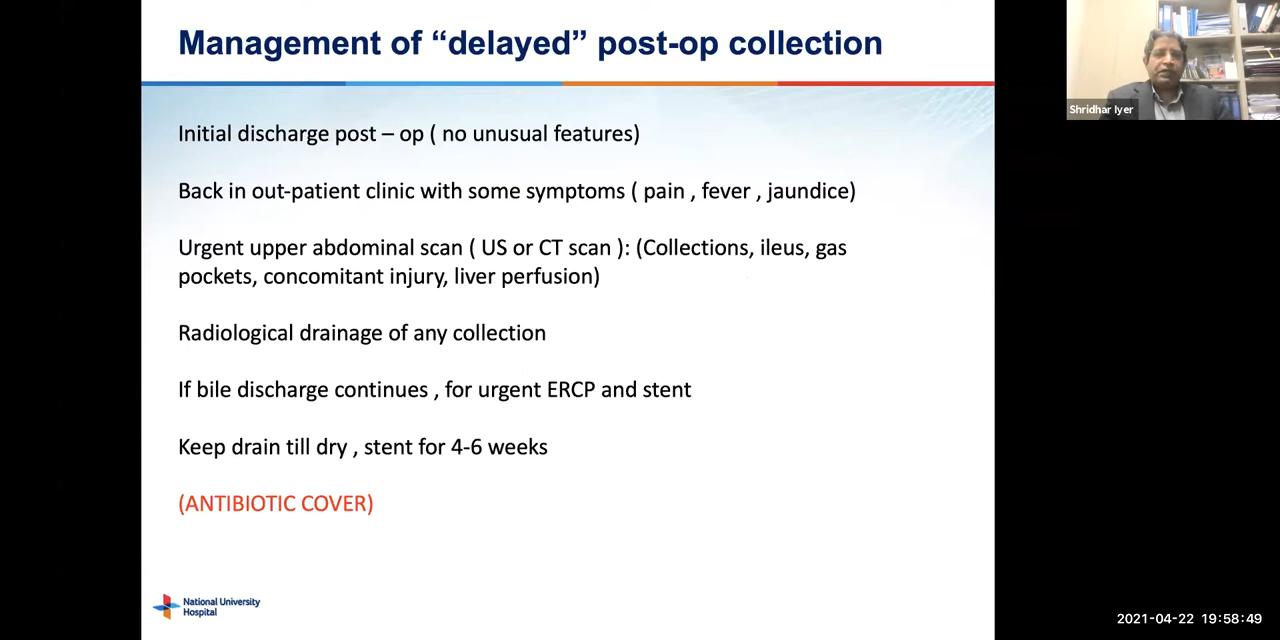 Management of “delayed” post-op collection
Shridhar Iyer
Initial discharge post – op ( no unusual features)
Back in out-patient clinic with some symptoms ( pain , fever , jaundice)
Urgent upper abdominal scan ( US or CT scan ): (Collections, ileus, gas
pockets, concomitant injury, liver perfusion)
Radiological drainage of any collection
If bile discharge continues , for urgent ERCP and stent
Keep drain till dry , stent for 4-6 weeks
(ANTIBIOTIC COVER)
National University
Hospital
2021-04-22 19:58:49